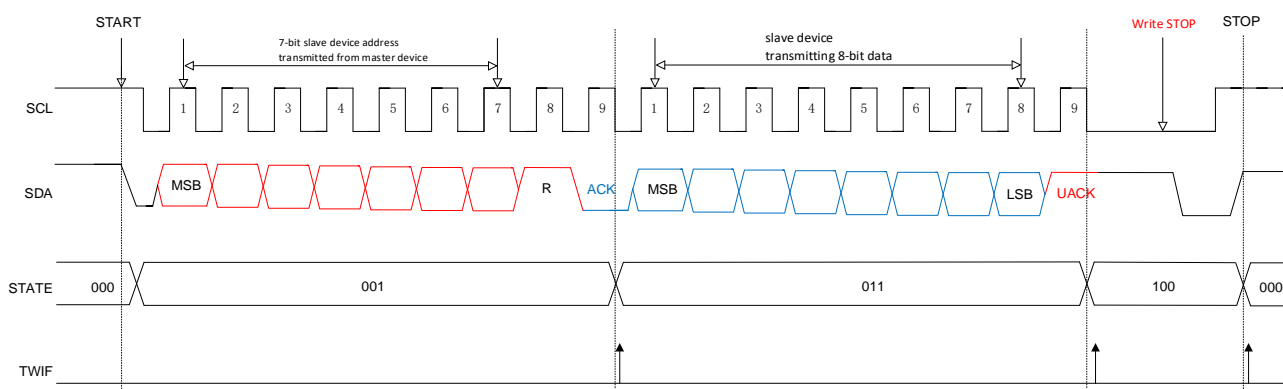 START
Write STOP
STOP
7-bit slave device address
transmitted from master device
slave device
transmitting 8-bit data
SCL
1 2 3 4 5 6 7 8 9 1 2 3 4 5 6 7 8 9
SDA
MSB R ACK MSB LSB UACK
STATE
000 001 011 100 000
TWIF